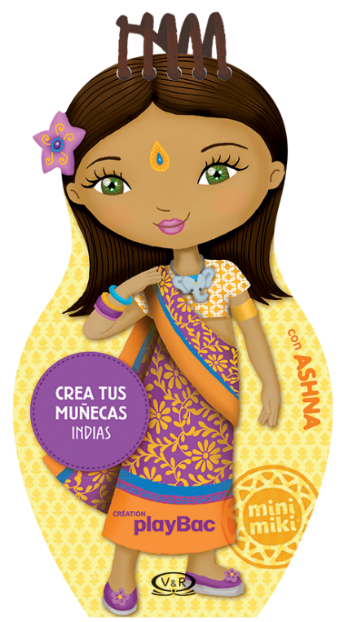 con ASHNA
CREA TUS
MUÑECAS
INDIAS
CRÉATION
playBac
mini
miki
V&R